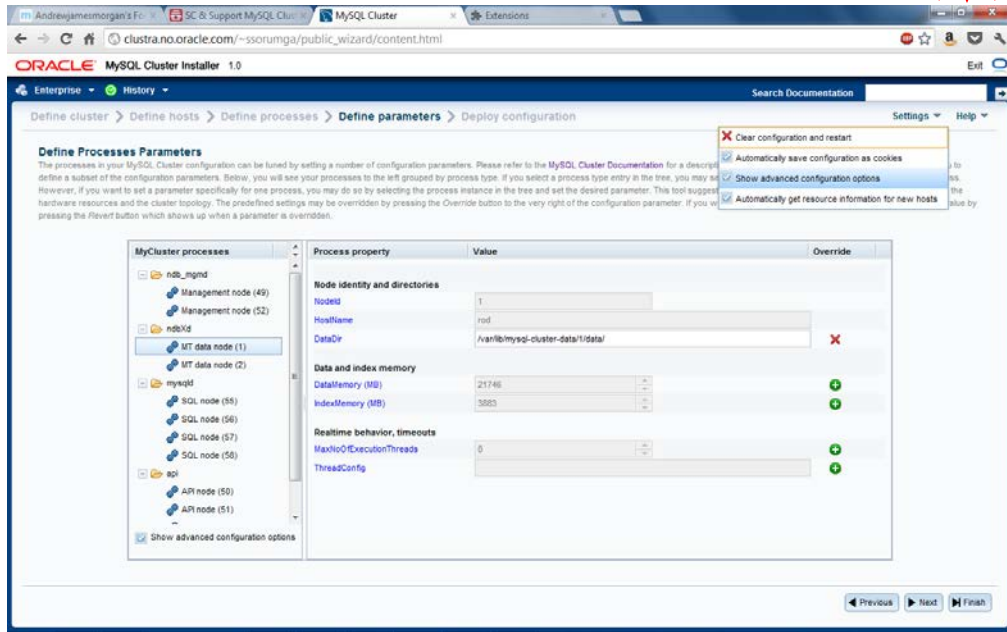 Andrewjamesmorgan's Fo
SC & Support MySQL Clus
MySQL Cluster
Extensions
clustra.no.oracle.com/~ssorumga/public_wizard/content.html
ORACLE MySQL Cluster Installer 1.0
Exit
Enterprise
History
Search Documentation
Define cluster > Define hosts > Define processes > Define parameters > Deploy configuration
Settings
Help
Clear configuration and restart
Automatically save configuration as cookies
Show advanced configuration options
Automatically get resource information for new hosts
Define Processes Parameters
The processes in your MySQL Cluster configuration can be tuned by setting a number of configuration parameters. Please refer to the MySQL Cluster Documentation for a descripti
define a subset of the configuration parameters. Below, you will see your processes to the left grouped by process type. If you select a process type entry in the tree, you may s
However, if you want to set a parameter specifically for one process, you may do so by selecting the process instance in the tree and set the desired parameter. This tool suggest
hardware resources and the cluster topology. The predefined settings may be overridden by pressing the Override button to the very right of the configuration parameter. If you w
pressing the Revert button which shows up when a parameter is overridden.
MyCluster processes
Process property
Value
Override
ndb_mgmd
Management node (49)
Management node (52)
ndbXd
MT data node (1)
MT data node (2)
mysqld
SQL node (55)
SQL node (56)
SQL node (57)
SQL node (58)
api
API node (50)
API node (51)
Show advanced configuration options
Node identity and directories
NodeId 1
HostName rod
DataDir /var/lib/mysql-cluster-data/1/data/
Data and index memory
DataMemory (MB) 21746
IndexMemory (MB) 3883
Realtime behavior, timeouts
MaxNoOfExecutionThreads 0
ThreadConfig
Previous
Next
Finish